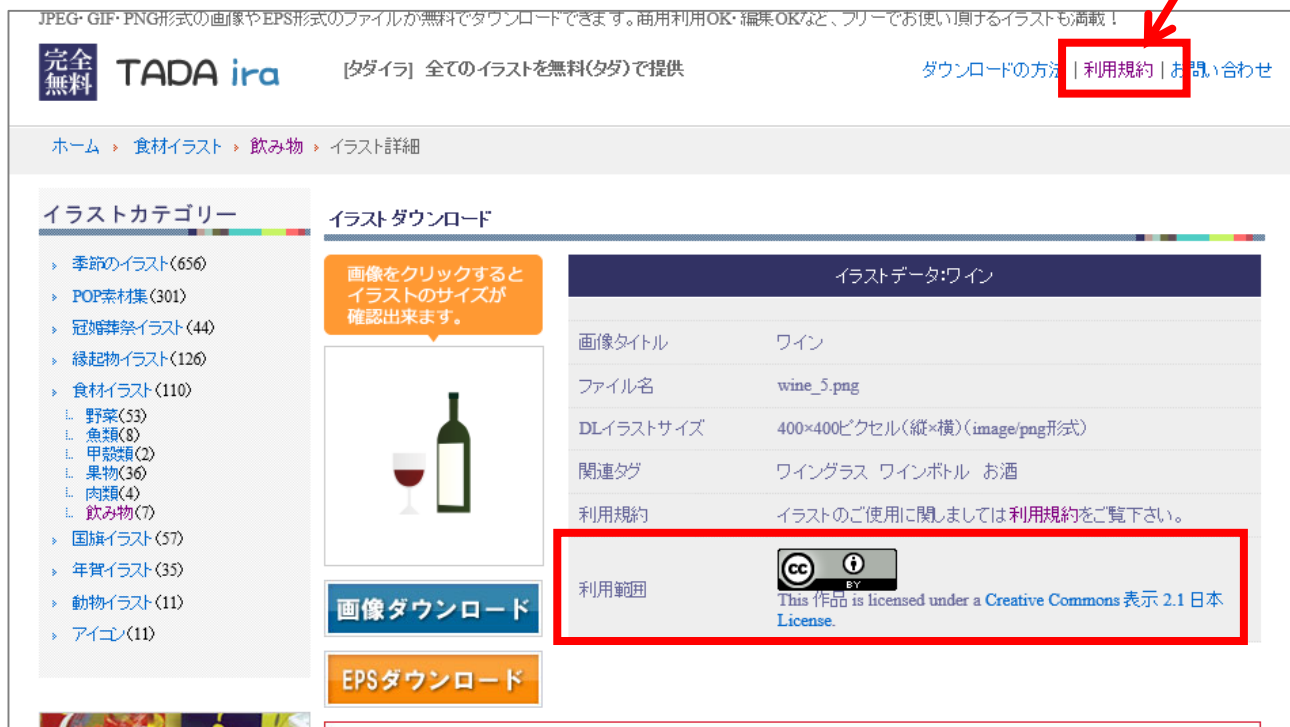 JPEG・GIF・PNG形式の画像やEPS形式のファイルが無料でダウンロードできます。商用利用OK・編集OKなど、フリーでお使い頂けるイラストも満載！
完全
無料
TADA ira
[タダイラ] 全てのイラストを無料(タダ)で提供
ダウンロードの方法 | 利用規約 | お問い合わせ
ホーム › 食材イラスト › 飲み物 › イラスト詳細
イラストカテゴリー
季節のイラスト(656)
POP素材集(301)
冠婚葬祭イラスト(44)
縁起物イラスト(126)
食材イラスト(110)
野菜(53)
魚類(8)
甲殻類(2)
果物(36)
肉類(4)
飲み物(7)
国旗イラスト(57)
年賀イラスト(35)
動物イラスト(11)
アイコン(11)
イラストダウンロード
画像をクリックすると
イラストのサイズが
確認出来ます。
画像ダウンロード
EPSダウンロード
イラストデータ:ワイン
画像タイトル ワイン
ファイル名 wine_5.png
DLイラストサイズ 400×400ピクセル(縦×横)(image/png形式)
関連タグ ワイングラス ワインボトル お酒
利用規約 イラストのご使用に関しましては利用規約をご覧下さい。
利用範囲
cc
BY
This 作品 is licensed under a Creative Commons 表示 2.1 日本
License.